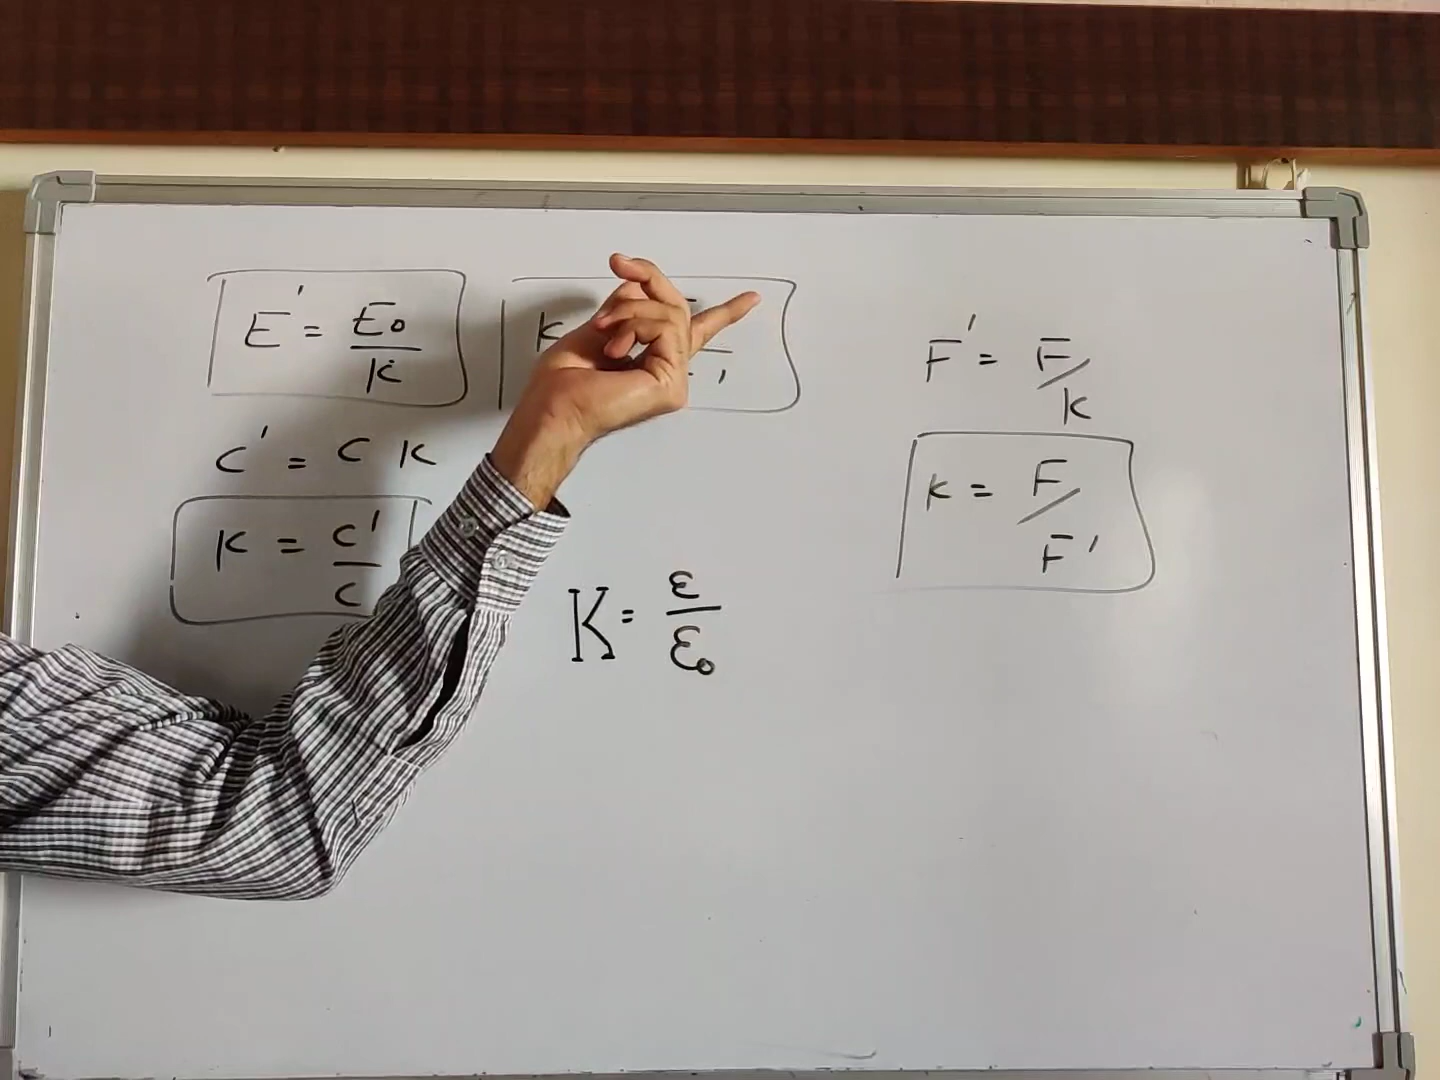 E' = E₀/K
K
F' = F/K
C' = C K
K = C'/C
K = F/F'
K = ε/ε₀